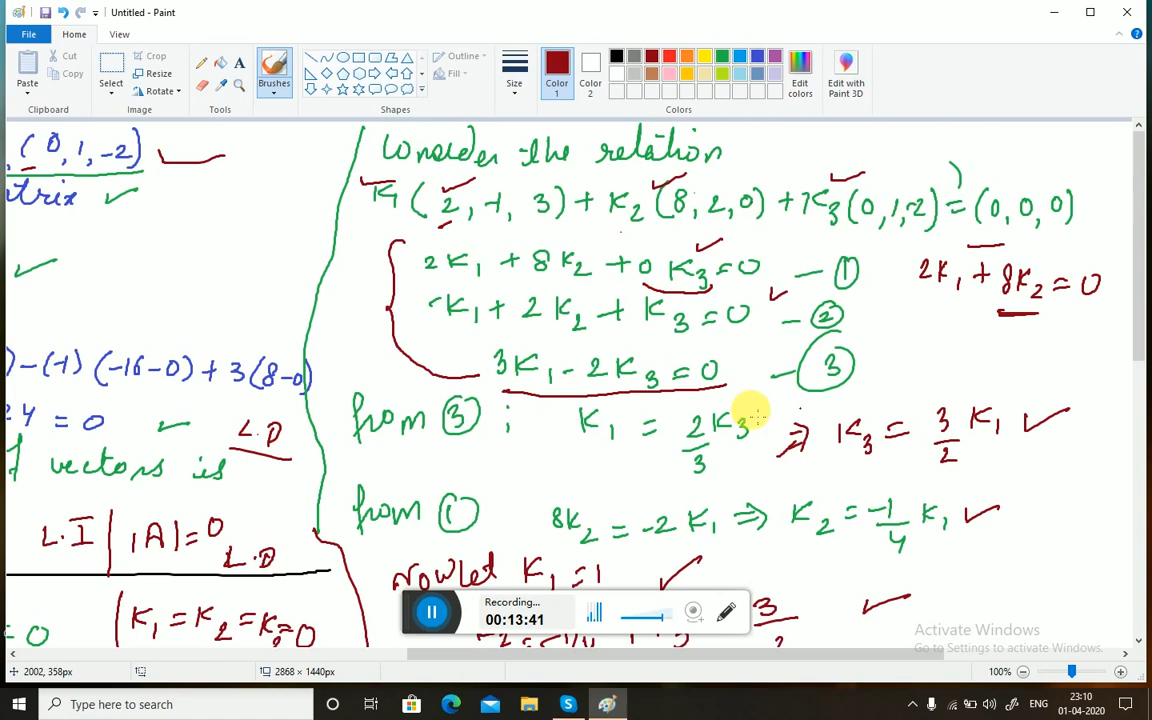 Untitled - Paint
File Home View
Paste Cut Copy Clipboard
Select Crop Resize Rotate Image
Tools
Brushes
Shapes Outline Fill
Size
Color 1 Color 2 Edit colors Colors
Edit with Paint 3D
, (0, 1, -2)
trix
) - (-1) (-16 - 0) + 3 (8 - 0)
24 = 0 L.D
f vectors is
L.I |A| = 0 L.D
K₁ = K₂ = K₃ = 0
= 0
Consider the relation
K₁ (2, -1, 3) + K₂ (8, 2, 0) + K₃ (0, 1, -2) = (0, 0, 0)
2K₁ + 8K₂ + 0 K₃ = 0 — ①
2K₁ + 8K₂ = 0
-K₁ + 2K₂ + K₃ = 0 — ②
3K₁ - 2K₃ = 0 — ③
from ③ ; K₁ = 2K₃/3 ⇒ K₃ = 3/2 K₁
from ① 8K₂ = -2K₁ ⇒ K₂ = -1/4 K₁
Now let K₁ = 1
Recording...
00:13:41
Activate Windows
Go to Settings to activate Windows.
2002, 358px 2868 × 1440px 100%
Type here to search
ENG 23:10 01-04-2020